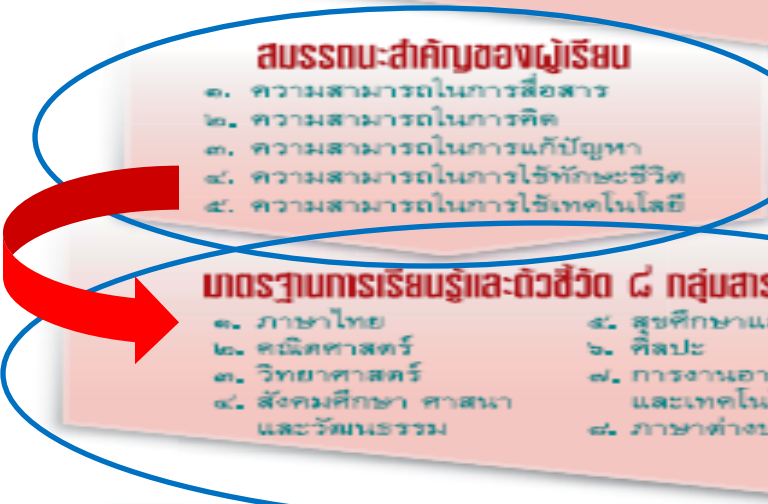 สมรรถนะสำคัญของผู้เรียน
๑. ความสามารถในการสื่อสาร
๒. ความสามารถในการคิด
๓. ความสามารถในการแก้ปัญหา
๔. ความสามารถในการใช้ทักษะชีวิต
๕. ความสามารถในการใช้เทคโนโลยี
มาตรฐานการเรียนรู้และตัวชี้วัด ๘ กลุ่มสาร
๑. ภาษาไทย
๒. คณิตศาสตร์
๓. วิทยาศาสตร์
๔. สังคมศึกษา ศาสนา
และวัฒนธรรม
๕. สุขศึกษาแล
๖. ศิลปะ
๗. การงานอา
และเทคโน
๘. ภาษาต่าง